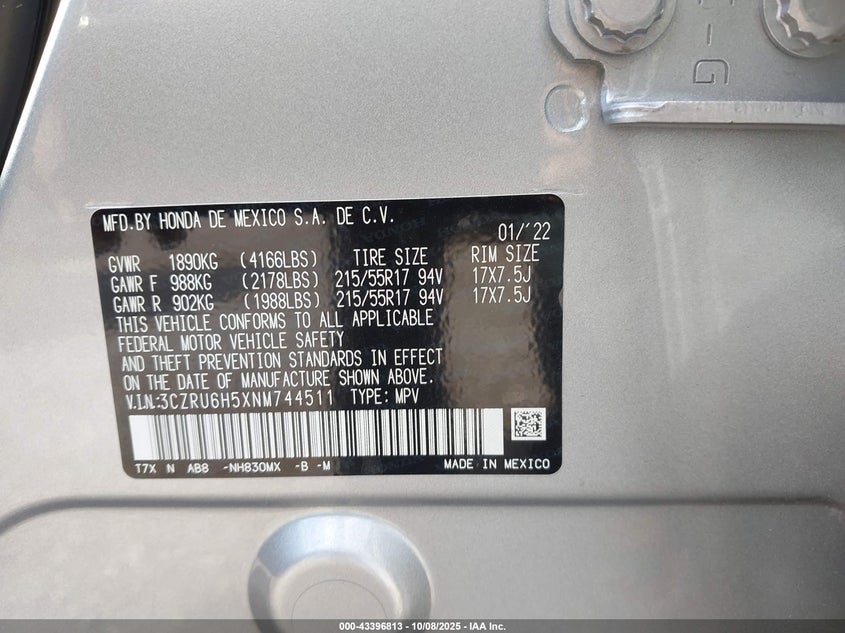 - G
MFD.BY HONDA DE MEXICO S.A. DE C.V.
01/'22
GVWR 1890KG (4166LBS) TIRE SIZE RIM SIZE
GAWR F 988KG (2178LBS) 215/55R17 94V 17X7.5J
GAWR R 902KG (1988LBS) 215/55R17 94V 17X7.5J
THIS VEHICLE CONFORMS TO ALL APPLICABLE
FEDERAL MOTOR VEHICLE SAFETY
AND THEFT PREVENTION STANDARDS IN EFFECT
ON THE DATE OF MANUFACTURE SHOWN ABOVE.
V.I.N.:3CZRU6H5XNM744511 TYPE: MPV
T7X N AB8 -NH830MX -B -M MADE IN MEXICO
000-43396813 - 10/08/2025 - IAA Inc.